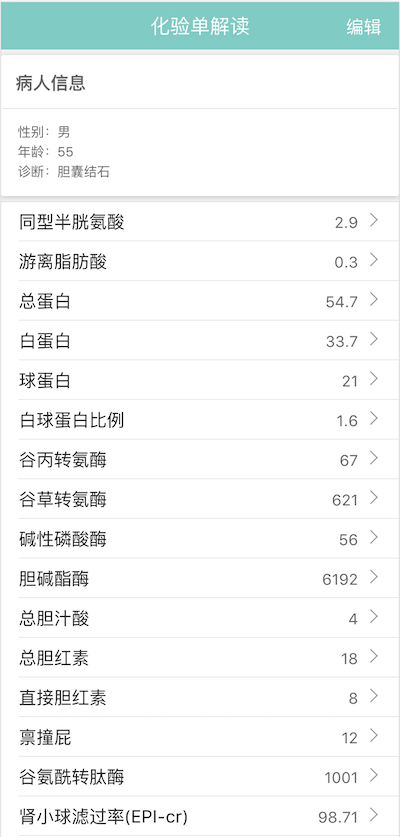 化验单解读
编辑
病人信息
性别：男
年龄：55
诊断：胆囊结石
同型半胱氨酸 2.9
游离脂肪酸 0.3
总蛋白 54.7
白蛋白 33.7
球蛋白 21
白球蛋白比例 1.6
谷丙转氨酶 67
谷草转氨酶 621
碱性磷酸酶 56
胆碱酯酶 6192
总胆汁酸 4
总胆红素 18
直接胆红素 8
禀撞屁 12
谷氨酰转肽酶 1001
肾小球滤过率(EPI-cr) 98.71